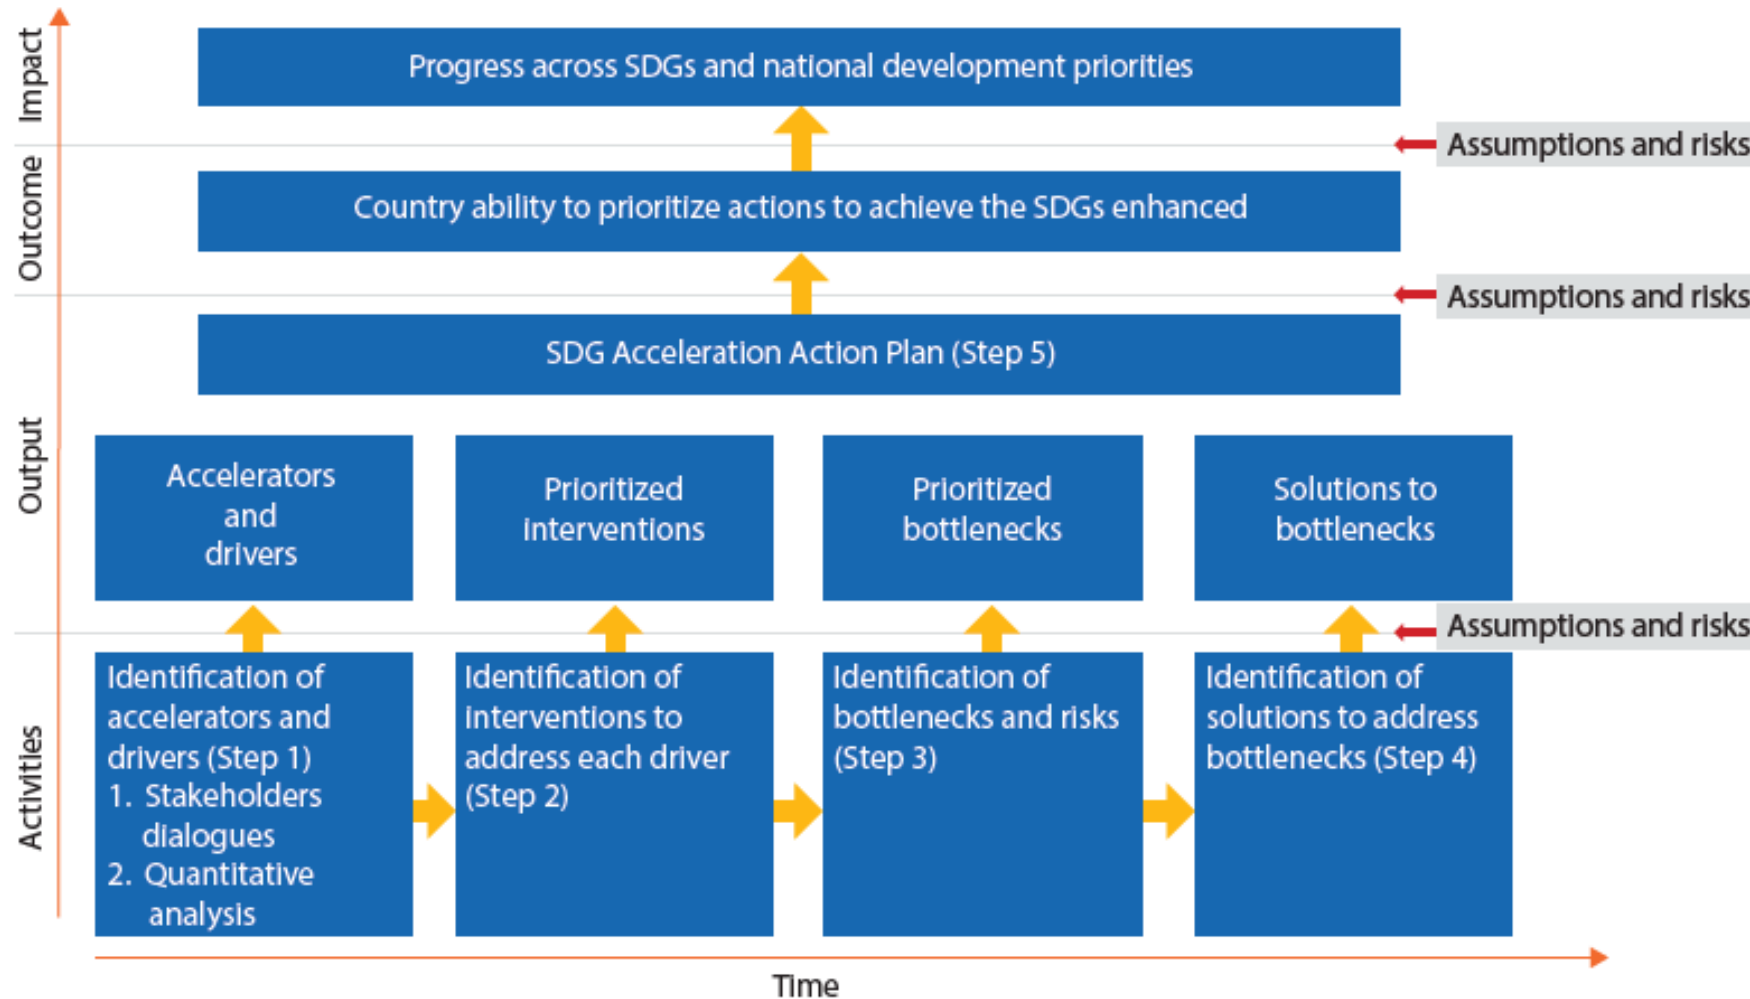 Impact
Progress across SDGs and national development priorities
Assumptions and risks
Outcome
Country ability to prioritize actions to achieve the SDGs enhanced
Assumptions and risks
SDG Acceleration Action Plan (Step 5)
Output
Accelerators
and
drivers
Prioritized
interventions
Prioritized
bottlenecks
Solutions to
bottlenecks
Assumptions and risks
Activities
Identification of
accelerators and
drivers (Step 1)
1. Stakeholders
dialogues
2. Quantitative
analysis
Identification of
interventions to
address each driver
(Step 2)
Identification of
bottlenecks and risks
(Step 3)
Identification of
solutions to address
bottlenecks (Step 4)
Time